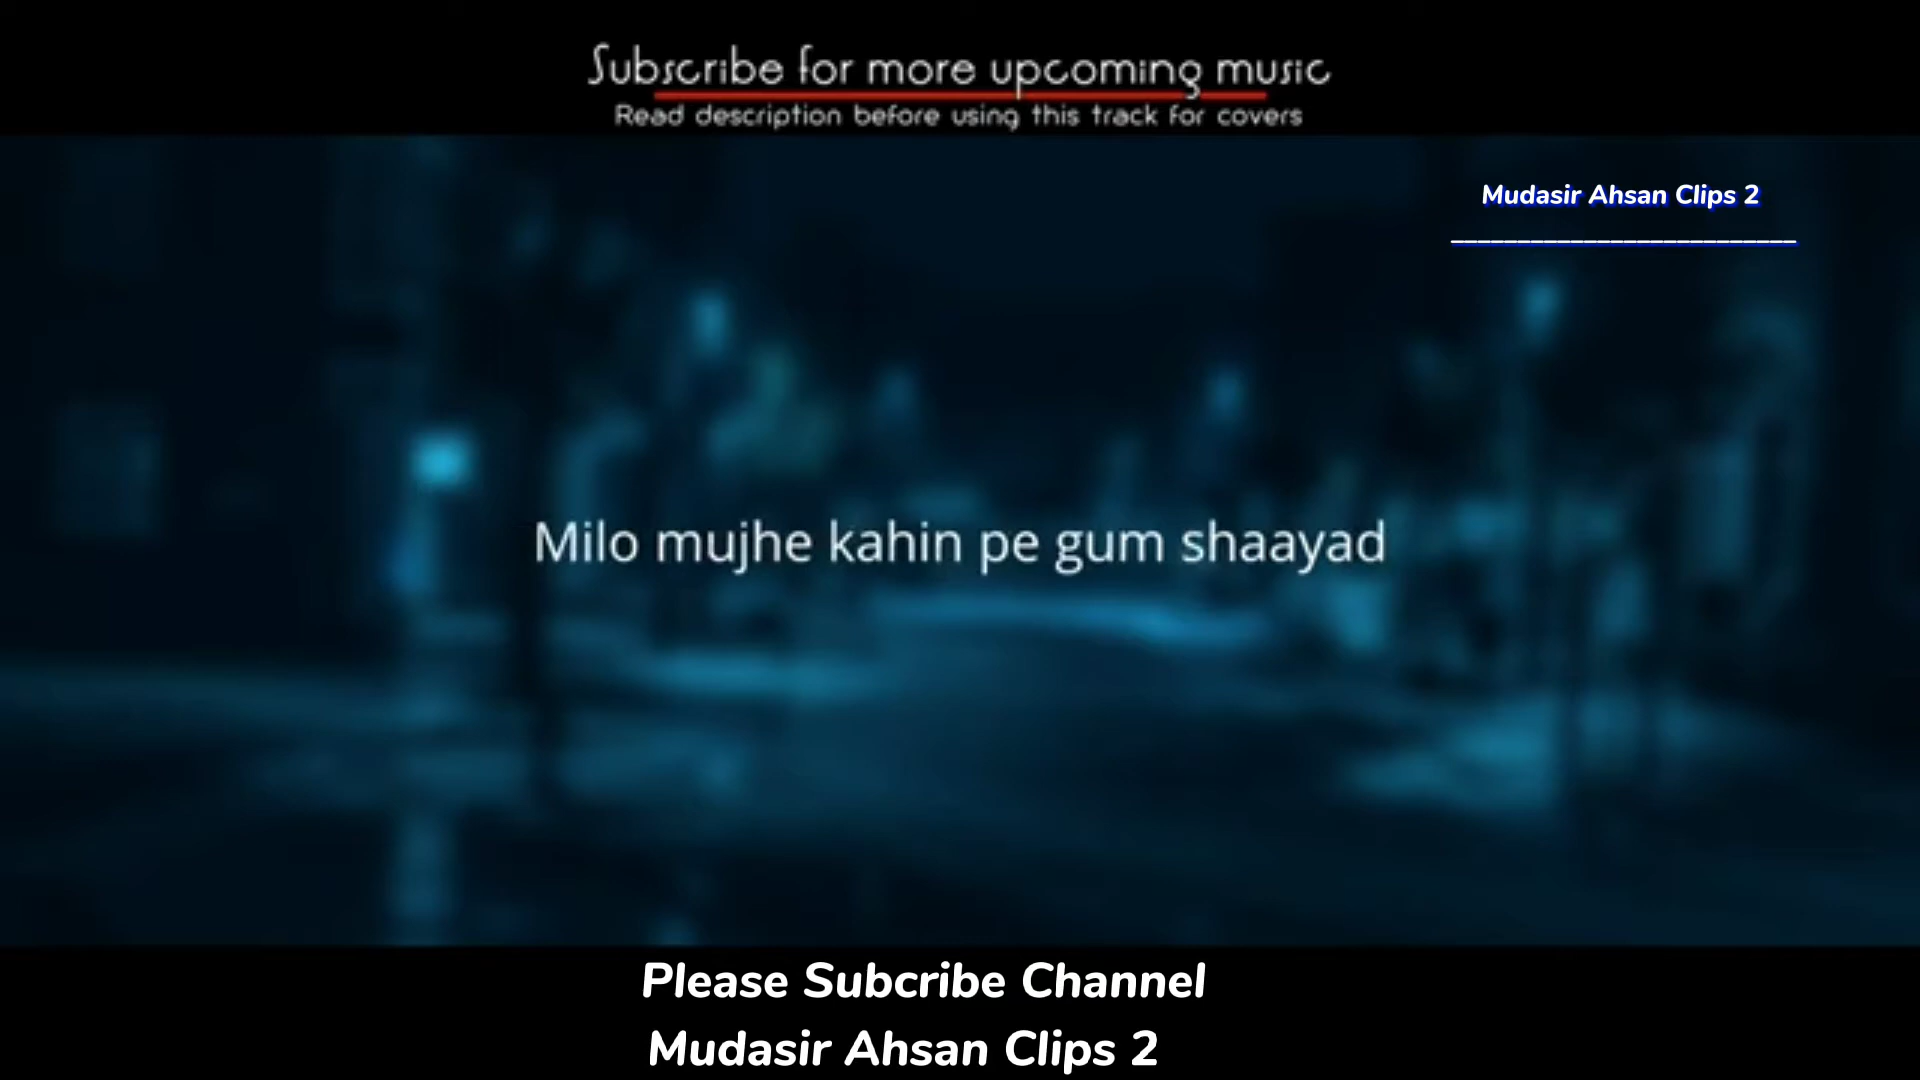 Subscribe for more upcoming music
Read description before using this track for covers
Mudasir Ahsan Clips 2
Milo mujhe kahin pe gum shaayad
Please Subcribe Channel
Mudasir Ahsan Clips 2